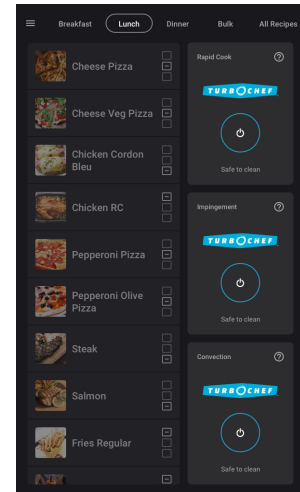 Breakfast
Lunch
Dinner
Bulk
All Recipes
Cheese Pizza
Cheese Veg Pizza
Chicken Cordon
Bleu
Chicken RC
Pepperoni Pizza
Pepperoni Olive
Pizza
Steak
Salmon
Fries Regular
Rapid Cook
TURBOCHEF
Safe to clean
Impingement
TURBOCHEF
Safe to clean
Convection
TURBOCHEF
Safe to clean